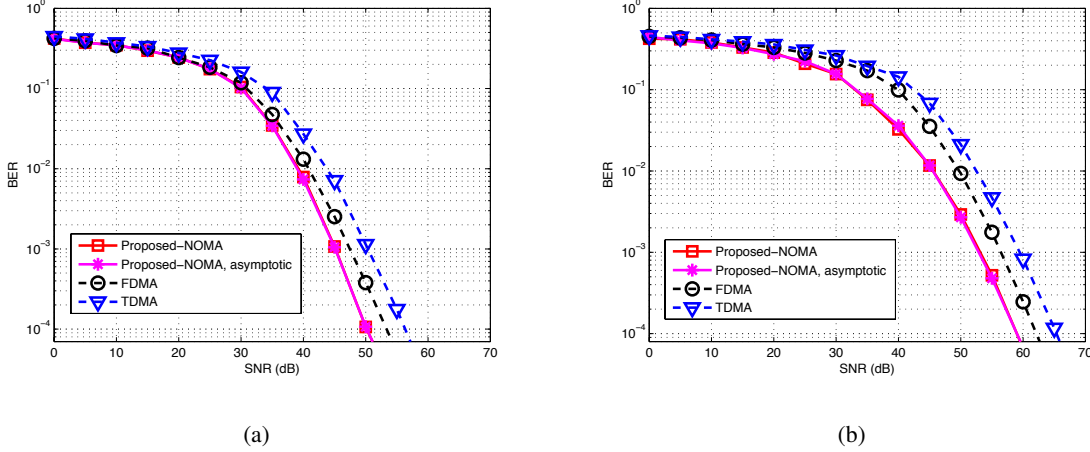 10^0
10^-1
10^-2
10^-3
10^-4
BER
0 10 20 30 40 50 60 70
SNR (dB)
Proposed-NOMA
Proposed-NOMA, asymptotic
FDMA
TDMA
(a)
10^0
10^-1
10^-2
10^-3
10^-4
BER
0 10 20 30 40 50 60 70
SNR (dB)
Proposed-NOMA
Proposed-NOMA, asymptotic
FDMA
TDMA
(b)